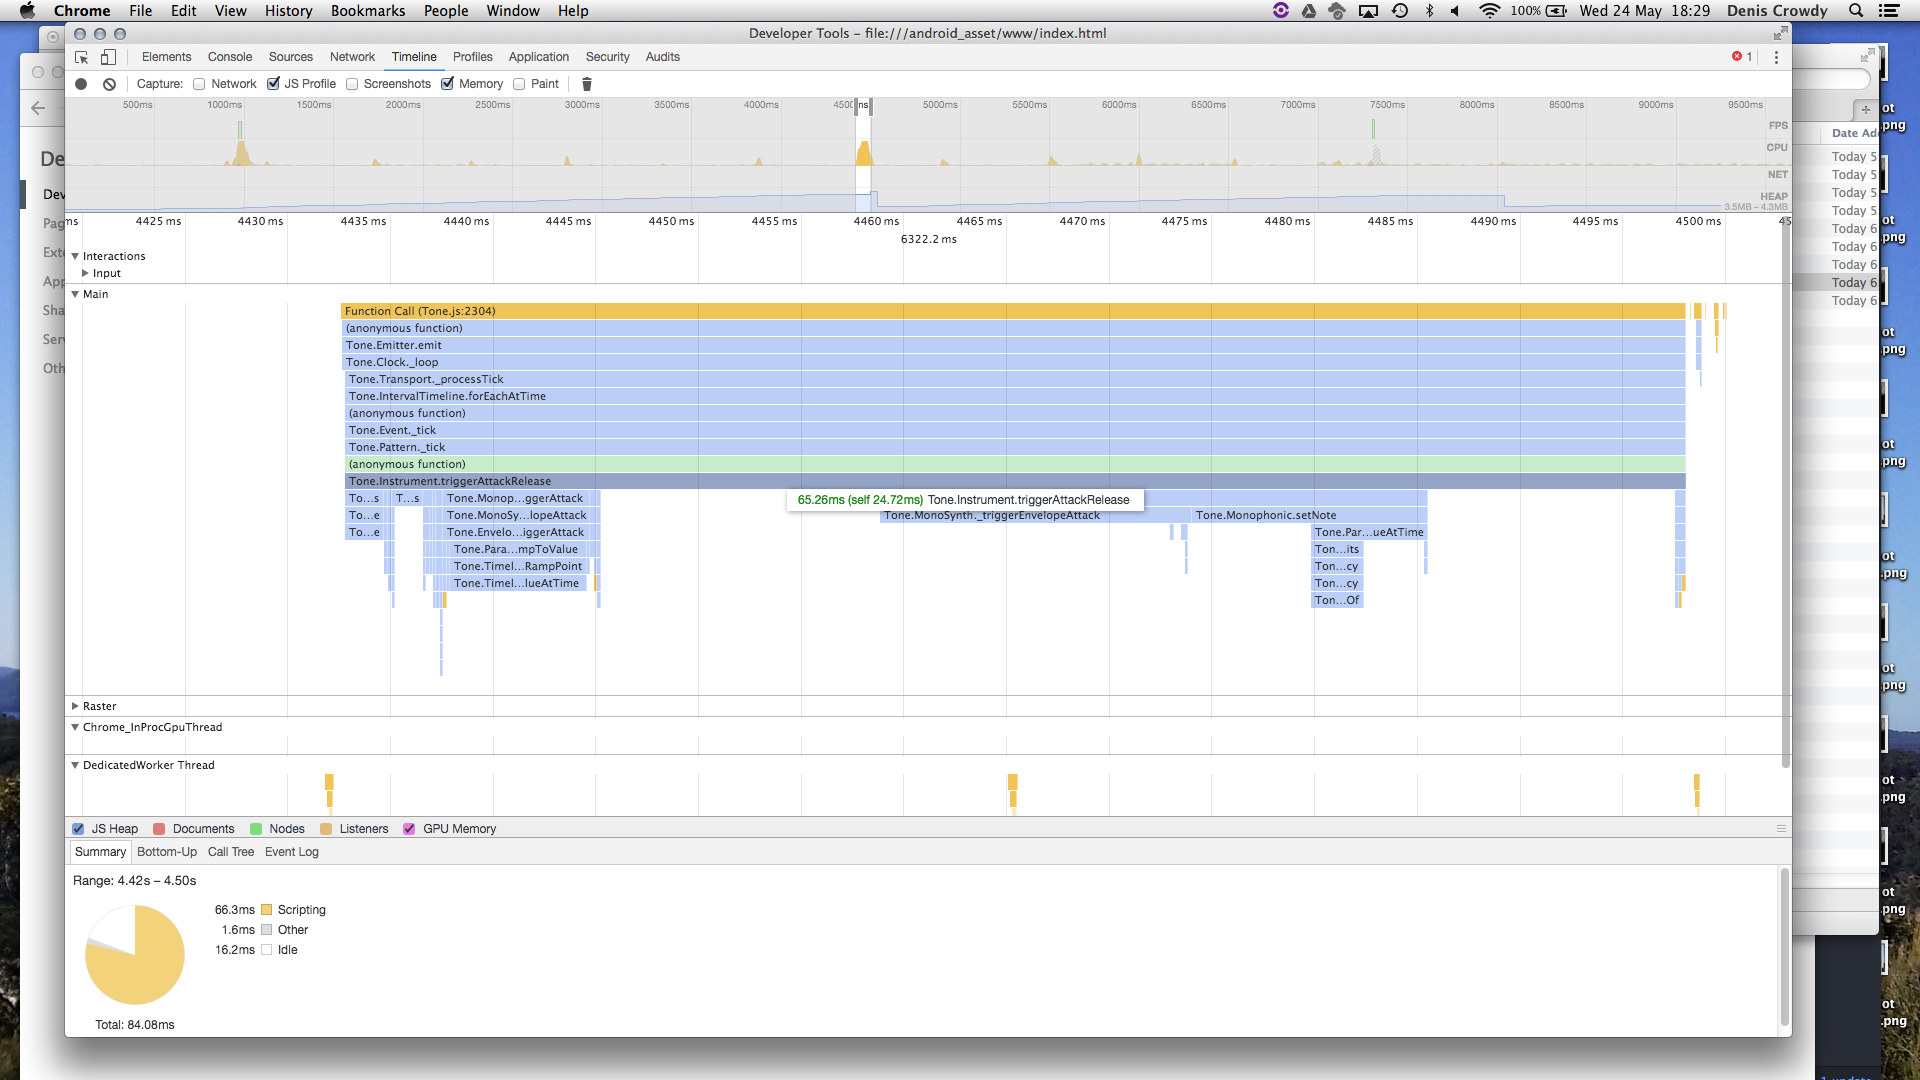 Chrome File Edit View History Bookmarks People Window Help 100% Wed 24 May 18:29 Denis Crowdy
Developer Tools - file:///android_asset/www/index.html
Elements Console Sources Network Timeline Profiles Application Security Audits 1
Capture: Network JS Profile Screenshots Memory Paint
500ms 1000ms 1500ms 2000ms 2500ms 3000ms 3500ms 4000ms 4500 ns 5000ms 5500ms 6000ms 6500ms 7000ms 7500ms 8000ms 8500ms 9000ms 9500ms
FPS
CPU
NET
HEAP
3.5MB – 4.3MB
ms 4425 ms 4430 ms 4435 ms 4440 ms 4445 ms 4450 ms 4455 ms 4460 ms 4465 ms 4470 ms 4475 ms 4480 ms 4485 ms 4490 ms 4495 ms 4500 ms 45
6322.2 ms
Interactions
Input
Main
Function Call (Tone.js:2304)
(anonymous function)
Tone.Emitter.emit
Tone.Clock._loop
Tone.Transport._processTick
Tone.IntervalTimeline.forEachAtTime
(anonymous function)
Tone.Event._tick
Tone.Pattern._tick
(anonymous function)
Tone.Instrument.triggerAttackRelease
To...s T...s Tone.Monop...ggerAttack
65.26ms (self 24.72ms) Tone.Instrument.triggerAttackRelease
To...e Tone.MonoSy...lopeAttack Tone.MonoSynth._triggerEnvelopeAttack Tone.Monophonic.setNote
To...e Tone.Envelo...iggerAttack Tone.Par...ueAtTime
Tone.Para...mpToValue Ton...its
Tone.Timel...RampPoint Ton...cy
Tone.Timel...lueAtTime Ton...cy
Ton...Of
Raster
Chrome_InProcGpuThread
DedicatedWorker Thread
JS Heap Documents Nodes Listeners GPU Memory
Summary Bottom-Up Call Tree Event Log
Range: 4.42s – 4.50s
66.3ms Scripting
1.6ms Other
16.2ms Idle
Total: 84.08ms
De
Dev
Pag
Exte
App
Sha
Serv
Oth
Date Ad
Today 5
Today 5
Today 5
Today 5
Today 6
Today 6
Today 6
Today 6
Today 6
ot
png
ot
png
ot
png
ot
png
ot
png
ot
png
ot
png
ot
png
ot
png